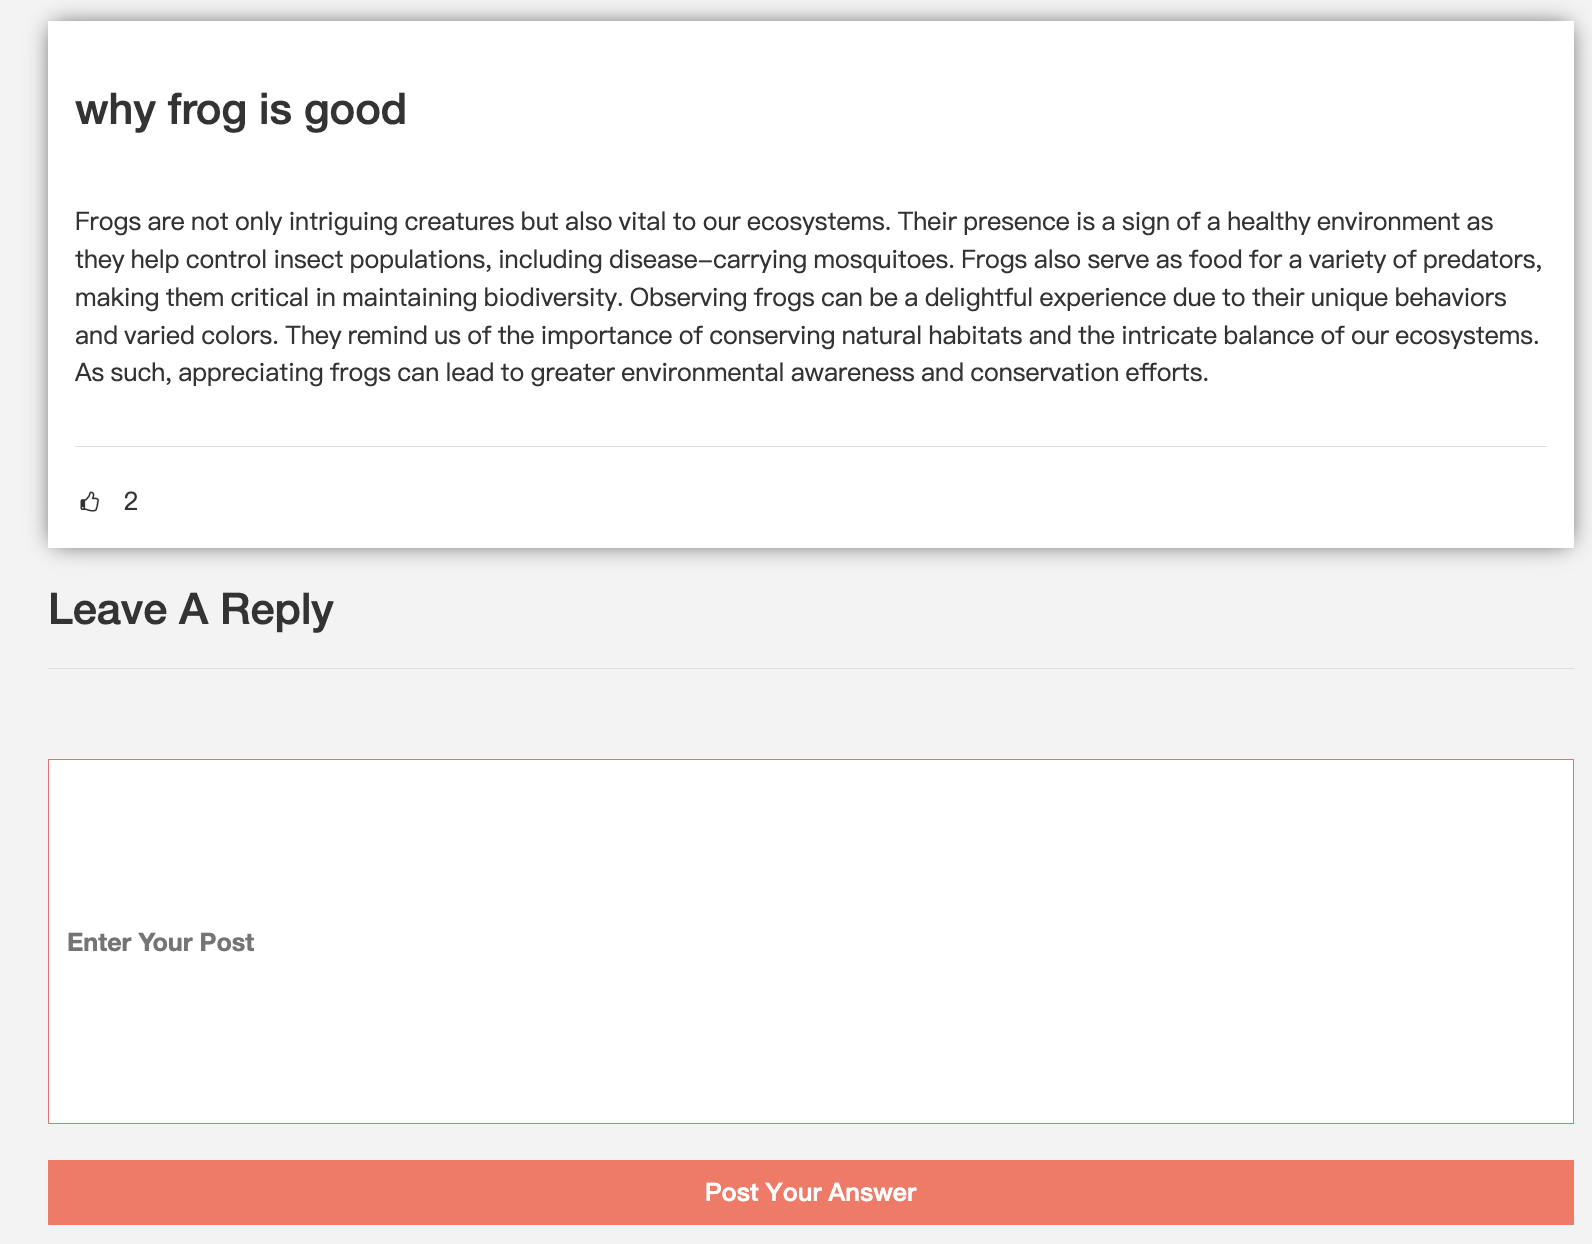 why frog is good
Frogs are not only intriguing creatures but also vital to our ecosystems. Their presence is a sign of a healthy environment as
they help control insect populations, including disease-carrying mosquitoes. Frogs also serve as food for a variety of predators,
making them critical in maintaining biodiversity. Observing frogs can be a delightful experience due to their unique behaviors
and varied colors. They remind us of the importance of conserving natural habitats and the intricate balance of our ecosystems.
As such, appreciating frogs can lead to greater environmental awareness and conservation efforts.
2
Leave A Reply
Enter Your Post
Post Your Answer